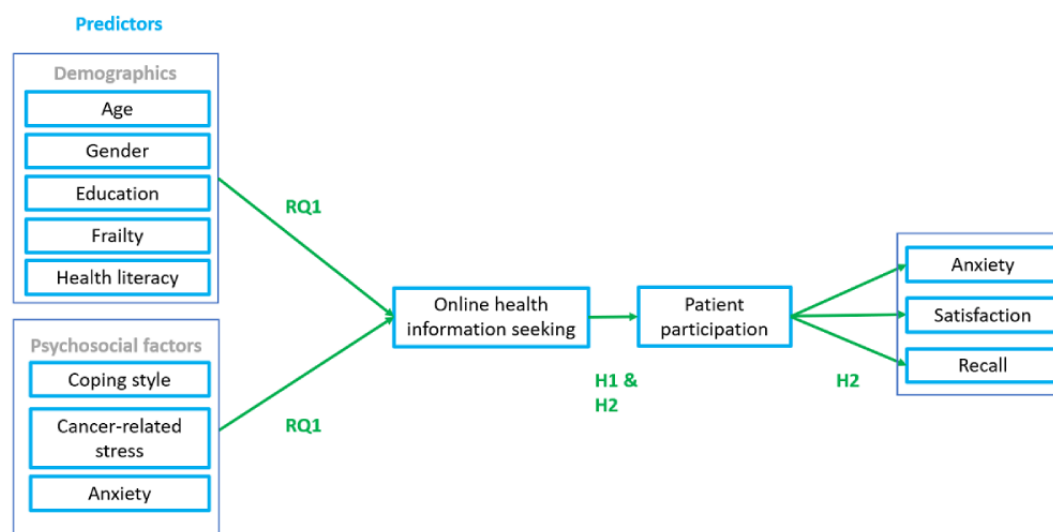 Predictors
Demographics
Age
Gender
Education
Frailty
Health literacy
RQ1
Psychosocial factors
Coping style
Cancer-related
stress
Anxiety
RQ1
Online health
information seeking
H1 &
H2
Patient
participation
H2
Anxiety
Satisfaction
Recall